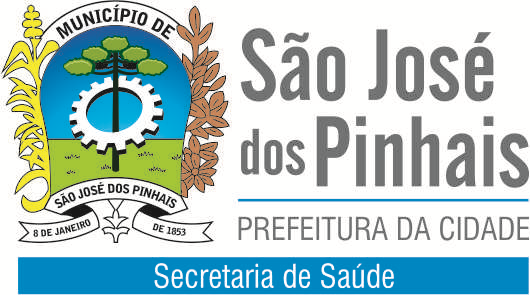 MUNICÍPIO DE
SÃO JOSÉ DOS PINHAIS
8 DE JANEIRO DE 1853
São José
dos Pinhais
PREFEITURA DA CIDADE
Secretaria de Saúde